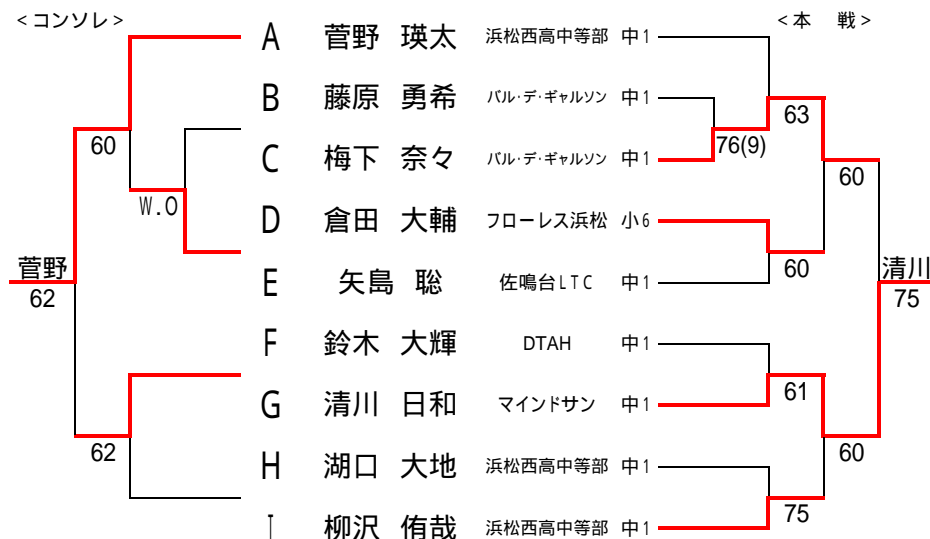 ＜コンソレ＞ ＜本　戦＞
A 菅野 瑛太 浜松西高中等部 中1
B 藤原 勇希 バル・デ・ギャルソン 中1
63
60 76(9)
C 梅下 奈々 バル・デ・ギャルソン 中1
60
W.O
D 倉田 大輔 フローレス浜松 小6
菅野 60 清川
E 矢島 聡 佐鳴台LTC 中1
62 75
F 鈴木 大輝 DTAH 中1
61
G 清川 日和 マインドサン 中1
62 60
H 湖口 大地 浜松西高中等部 中1
75
I 柳沢 侑哉 浜松西高中等部 中1